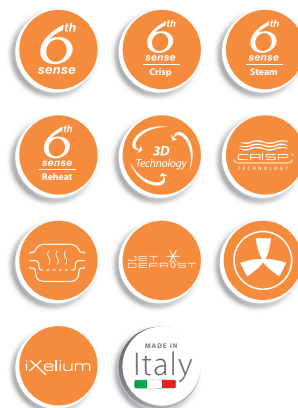 6th
sense
6th
sense
Crisp
6th
sense
Steam
6th
sense
Reheat
3D
Technology
CRISP
TECHNOLOGY
JET
DEFROST
iXelium
MADE IN
Italy